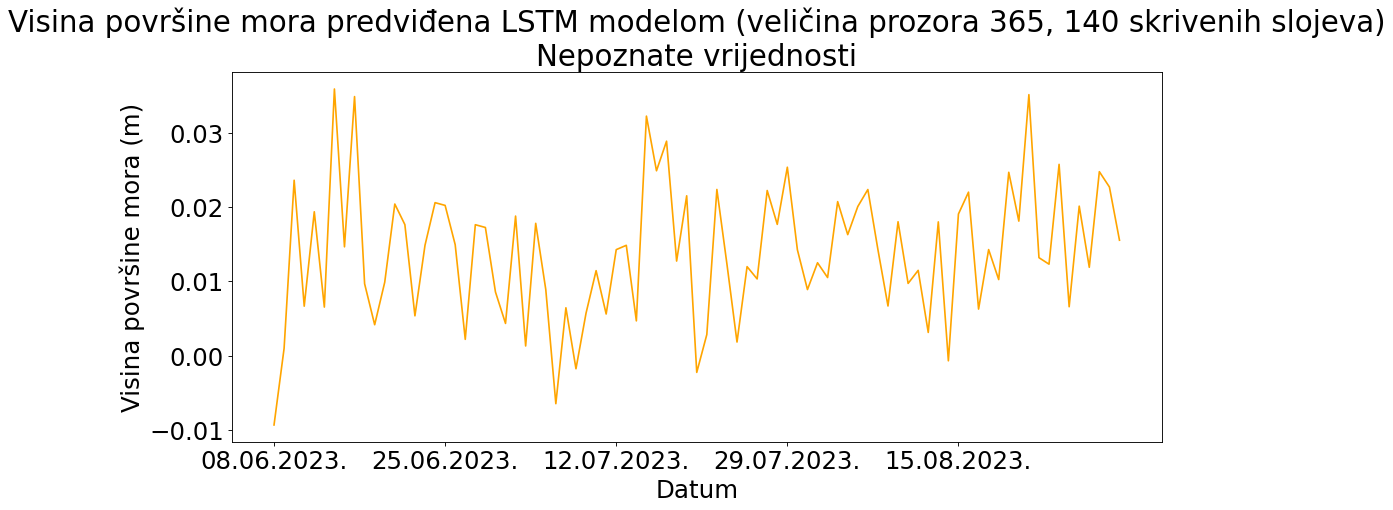 Visina površine mora predviđena LSTM modelom (veličina prozora 365, 140 skrivenih slojeva)
Nepoznate vrijednosti
Visina površine mora (m)
0.03
0.02
0.01
0.00
−0.01
08.06.2023. 25.06.2023. 12.07.2023. 29.07.2023. 15.08.2023.
Datum